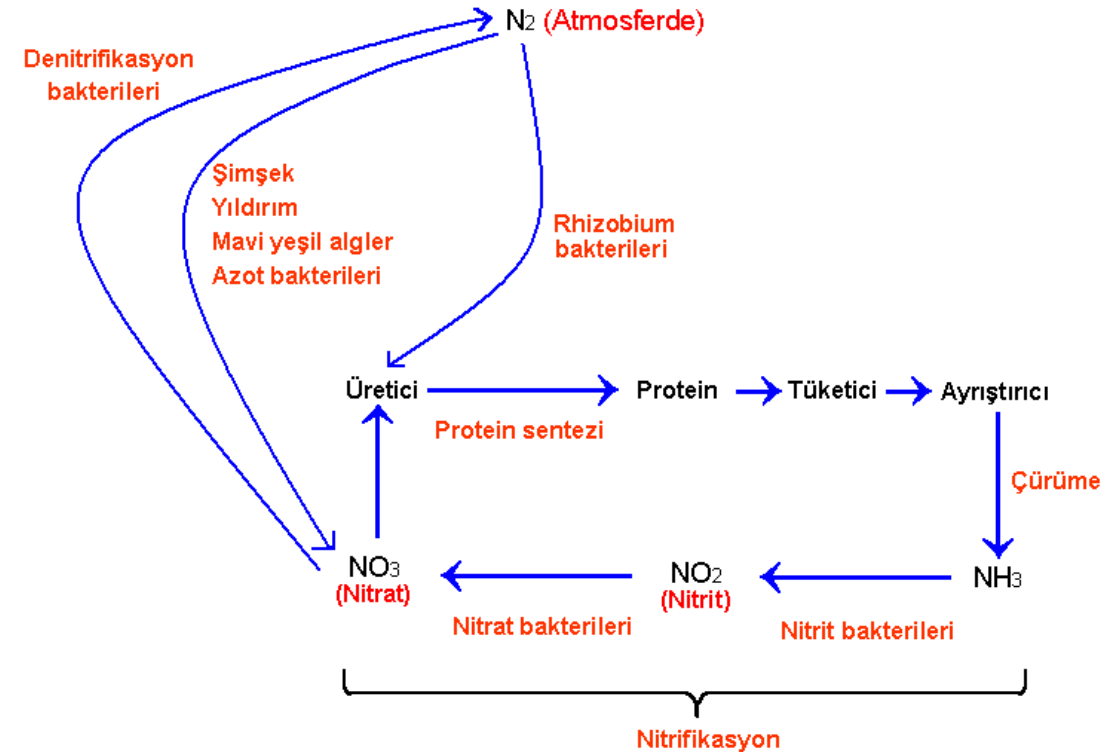 N2 (Atmosferde)
Denitrifikasyon
bakterileri
Şimşek
Yıldırım
Mavi yeşil algler
Azot bakterileri
Rhizobium
bakterileri
Üretici
Protein
Tüketici
Ayrıştırıcı
Protein sentezi
Çürüme
NO3
(Nitrat)
NO2
(Nitrit)
NH3
Nitrat bakterileri
Nitrit bakterileri
Nitrifikasyon